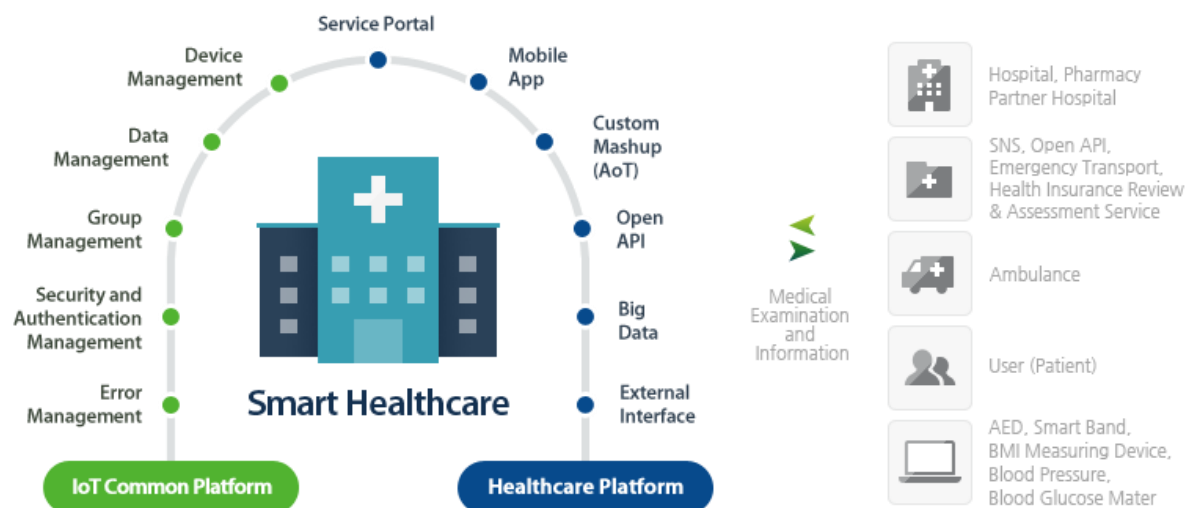 Service Portal
Device
Management
Mobile
App
Data
Management
Custom
Mashup
(AoT)
Group
Management
Open
API
Security and
Authentication
Management
Big
Data
Error
Management
External
Interface
Smart Healthcare
IoT Common Platform
Healthcare Platform
Medical
Examination
and
Information
Hospital, Pharmacy
Partner Hospital
SNS, Open API,
Emergency Transport,
Health Insurance Review
& Assessment Service
Ambulance
User (Patient)
AED, Smart Band,
BMI Measuring Device,
Blood Pressure,
Blood Glucose Mater